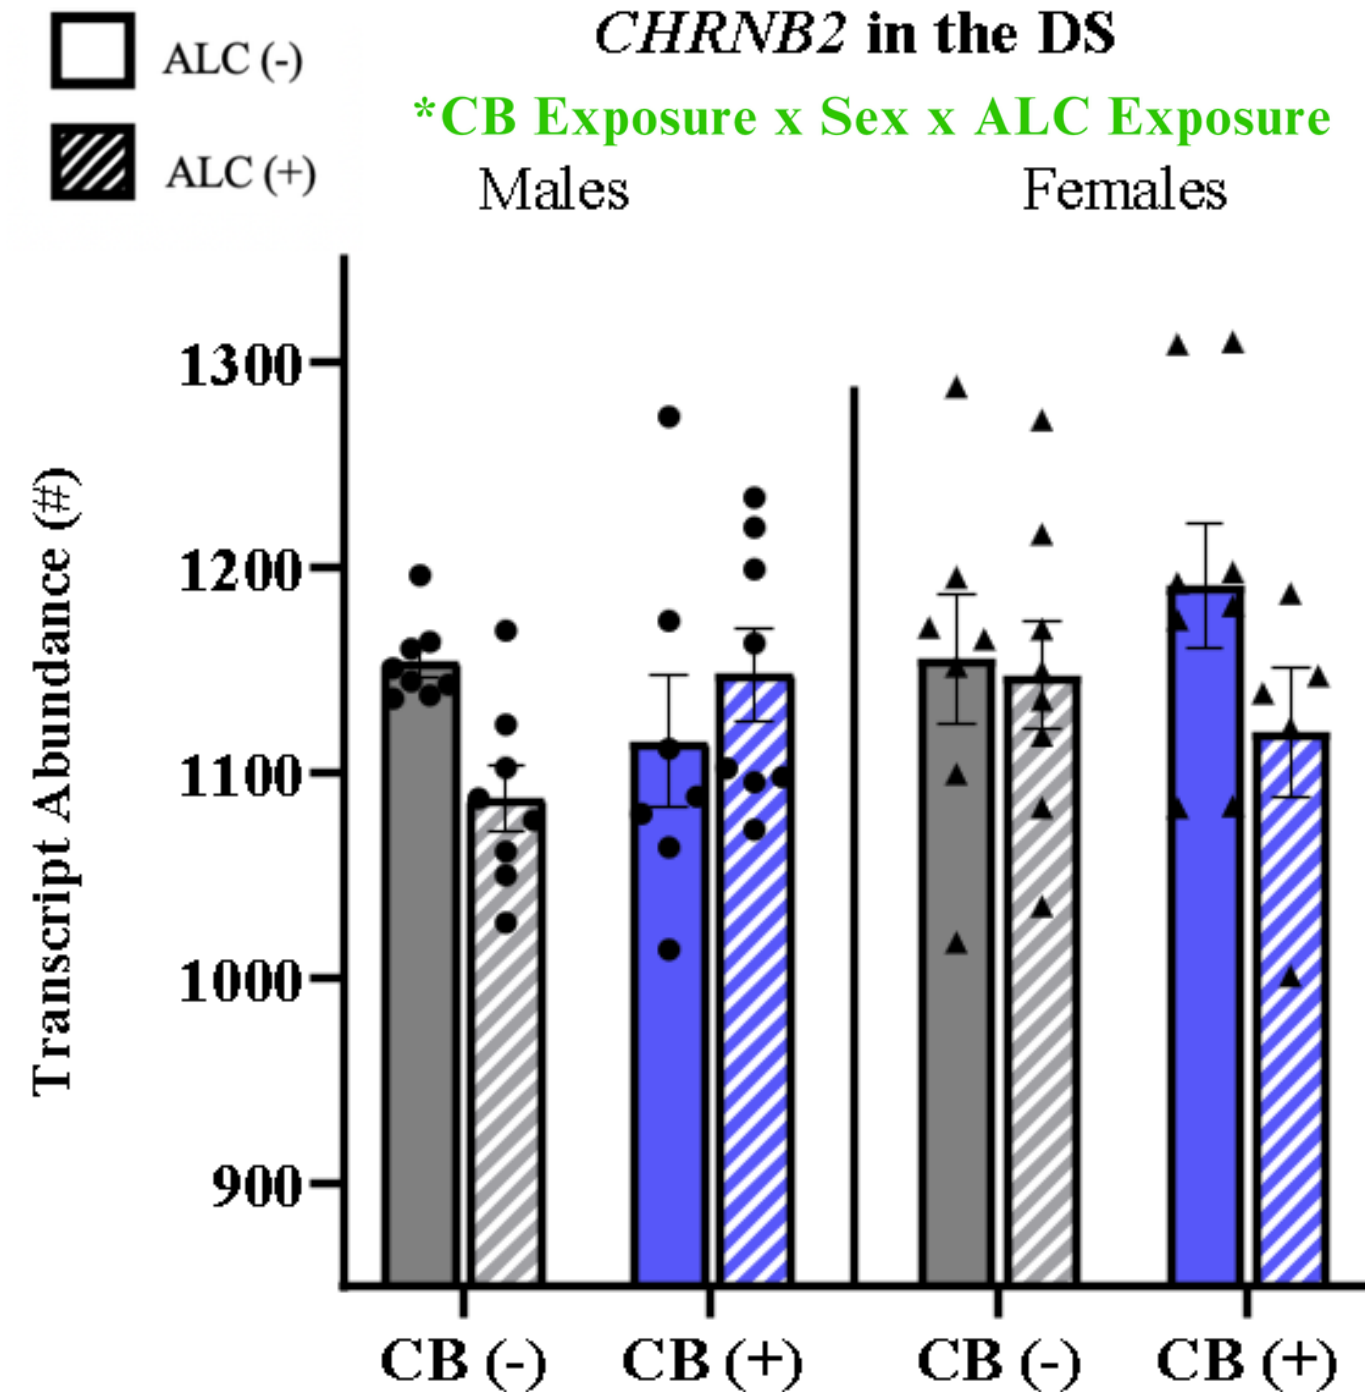 ALC (-)
ALC (+)
CHRNB2 in the DS
*CB Exposure x Sex x ALC Exposure
Males
Females
Transcript Abundance (#)
1300
1200
1100
1000
900
CB (-)
CB (+)
CB (-)
CB (+)